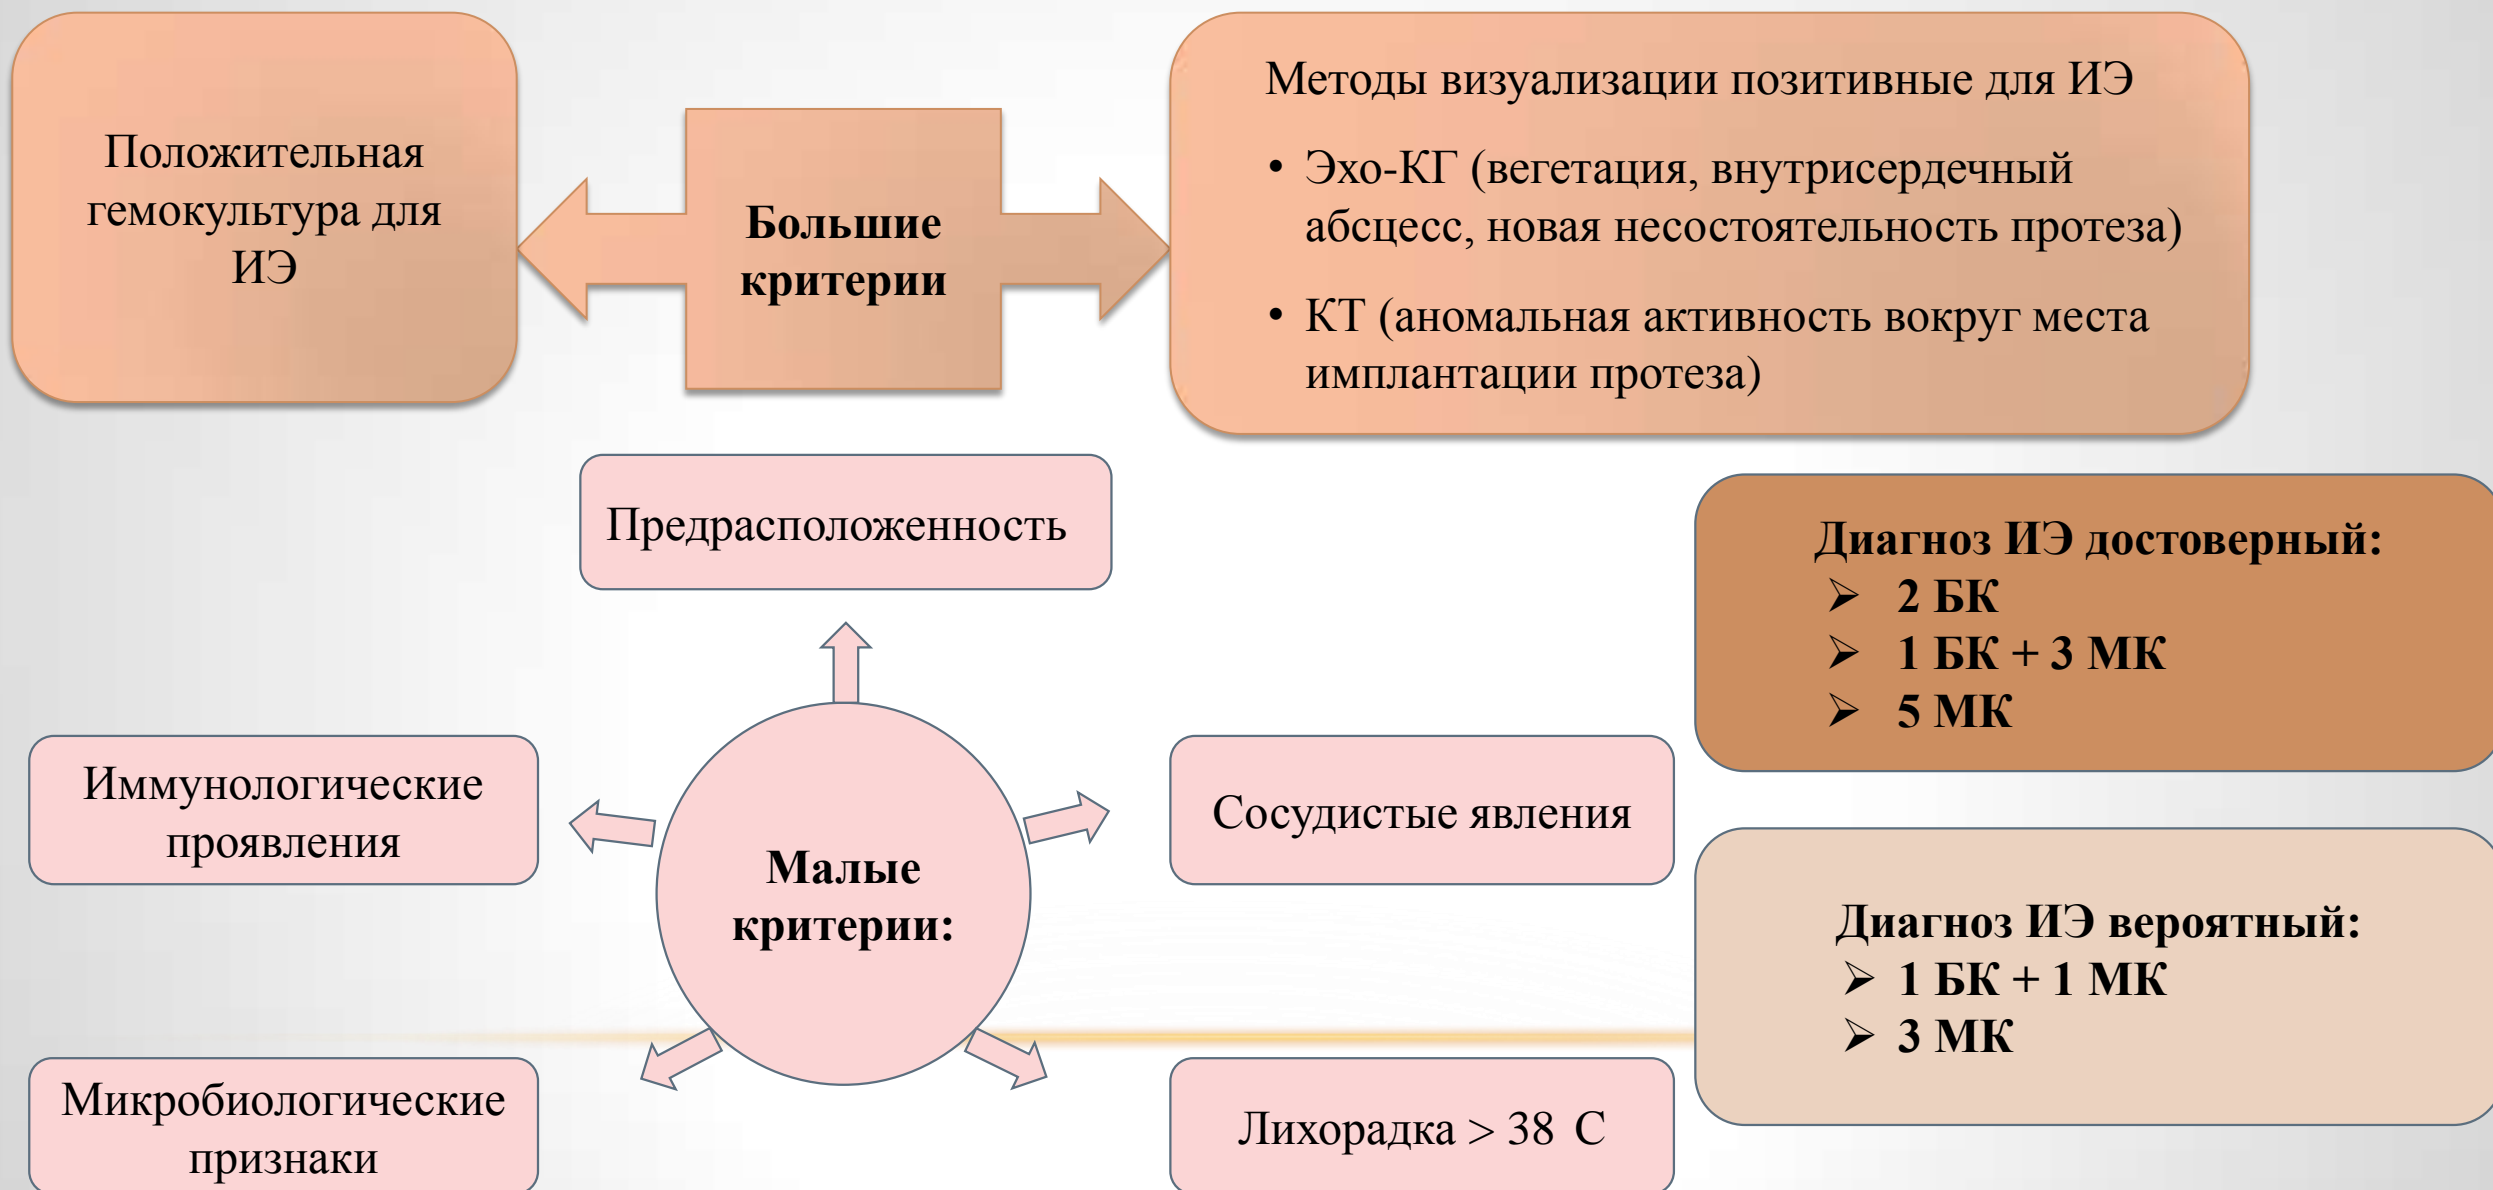 Положительная
гемокультура для
ИЭ
Большие
критерии
Методы визуализации позитивные для ИЭ
• Эхо-КГ (вегетация, внутрисердечный
абсцесс, новая несостоятельность протеза)
• КТ (аномальная активность вокруг места
имплантации протеза)
Предрасположенность
Иммунологические
проявления
Малые
критерии:
Сосудистые явления
Микробиологические
признаки
Лихорадка > 38 С
Диагноз ИЭ достоверный:
➢ 2 БК
➢ 1 БК + 3 МК
➢ 5 МК
Диагноз ИЭ вероятный:
➢ 1 БК + 1 МК
➢ 3 МК